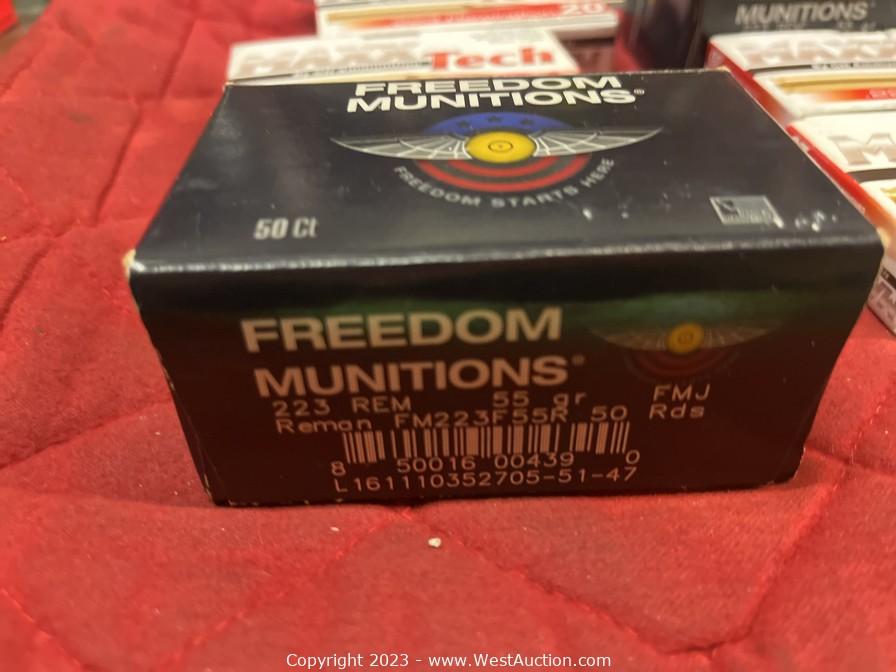 20
MUNITIONS
Tech
FREEDOM
MUNITIONS®
FREEDOM STARTS HERE
50 Ct
FREEDOM
MUNITIONS®
223 REM 55 gr FMJ
Reman FM223F55R 50 Rds
8 50016 00439 0
L161110352705-51-47
Copyright 2023 - www.WestAuction.com